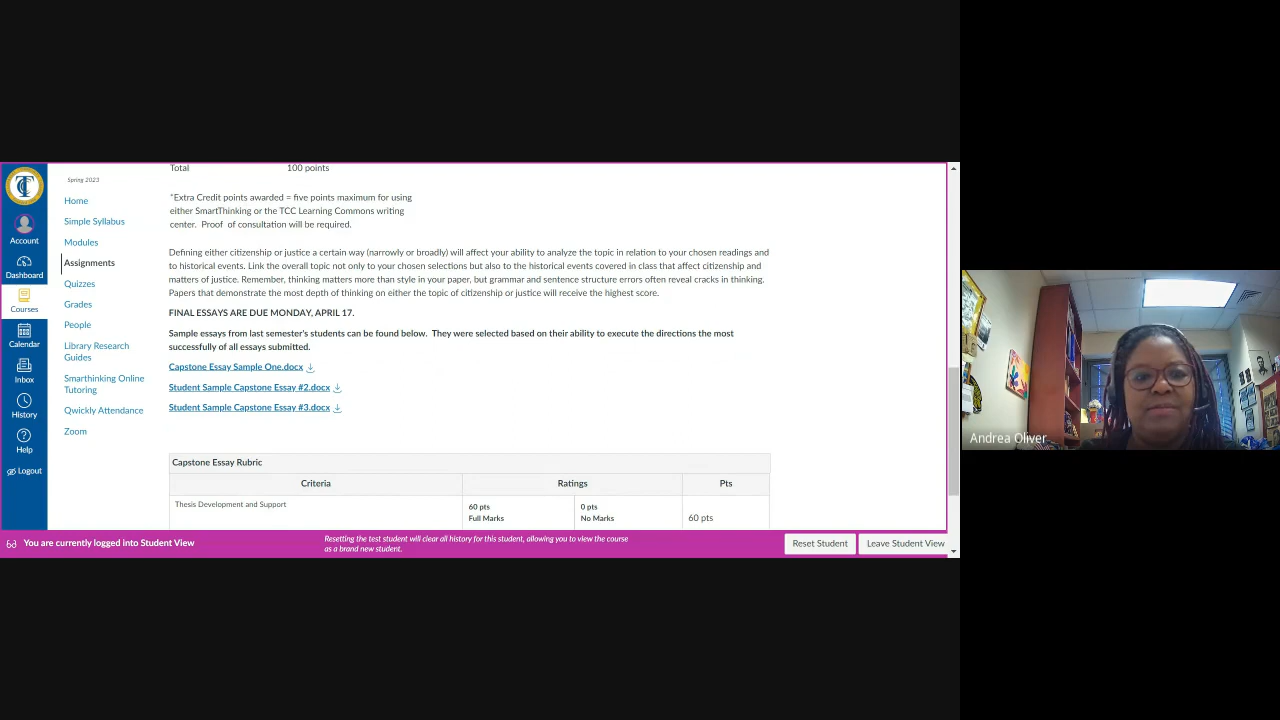 Total 100 points
Spring 2023
*Extra Credit points awarded = five points maximum for using
either SmartThinking or the TCC Learning Commons writing
center. Proof of consultation will be required.
Home
Simple Syllabus
Modules
Assignments
Quizzes
Grades
People
Library Research
Guides
Smarthinking Online
Tutoring
Qwickly Attendance
Zoom
Account
Dashboard
Courses
Calendar
Inbox
History
Help
Logout
Defining either citizenship or justice a certain way (narrowly or broadly) will affect your ability to analyze the topic in relation to your chosen readings and
to historical events. Link the overall topic not only to your chosen selections but also to the historical events covered in class that affect citizenship and
matters of justice. Remember, thinking matters more than style in your paper, but grammar and sentence structure errors often reveal cracks in thinking.
Papers that demonstrate the most depth of thinking on either the topic of citizenship or justice will receive the highest score.
FINAL ESSAYS ARE DUE MONDAY, APRIL 17.
Sample essays from last semester's students can be found below. They were selected based on their ability to execute the directions the most
successfully of all essays submitted.
Capstone Essay Sample One.docx
Student Sample Capstone Essay #2.docx
Student Sample Capstone Essay #3.docx
Capstone Essay Rubric
Criteria Ratings Pts
Thesis Development and Support
60 pts
Full Marks
0 pts
No Marks
60 pts
You are currently logged into Student View
Resetting the test student will clear all history for this student, allowing you to view the course
as a brand new student.
Reset Student
Leave Student View
Andrea Oliver